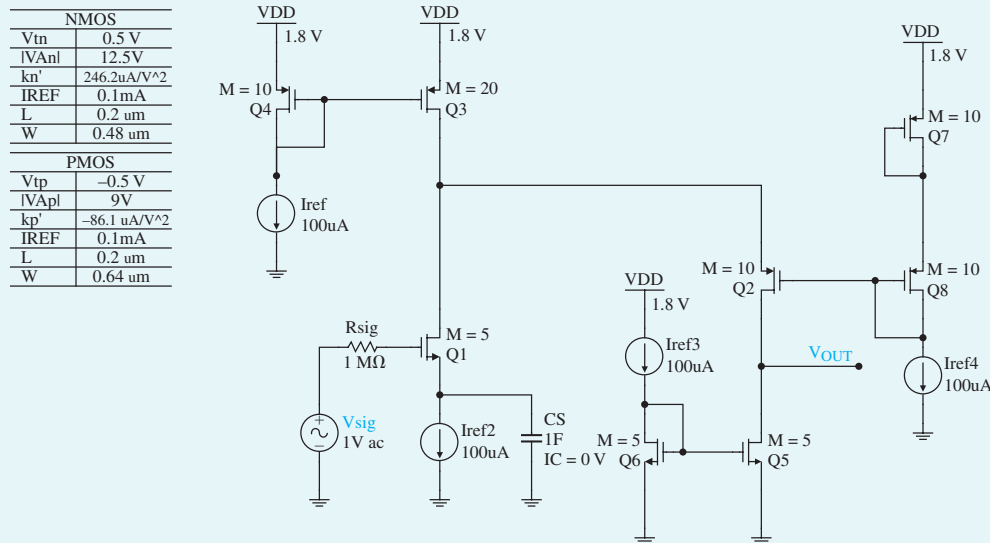 NMOS
Vtn 0.5 V
|VAn| 12.5V
kn' 246.2uA/V^2
IREF 0.1mA
L 0.2 um
W 0.48 um
PMOS
Vtp –0.5 V
|VAp| 9V
kp' –86.1 uA/V^2
IREF 0.1mA
L 0.2 um
W 0.64 um
VDD
1.8 V
VDD
1.8 V
VDD
1.8 V
M = 10
Q4
M = 20
Q3
M = 10
Q7
Iref
100uA
M = 10
Q2
M = 10
Q8
VDD
1.8 V
Rsig
1 MΩ
M = 5
Q1
Iref3
100uA
VOUT
Iref4
100uA
Vsig
1V ac
Iref2
100uA
CS
1F
IC = 0 V
M = 5
Q6
M = 5
Q5